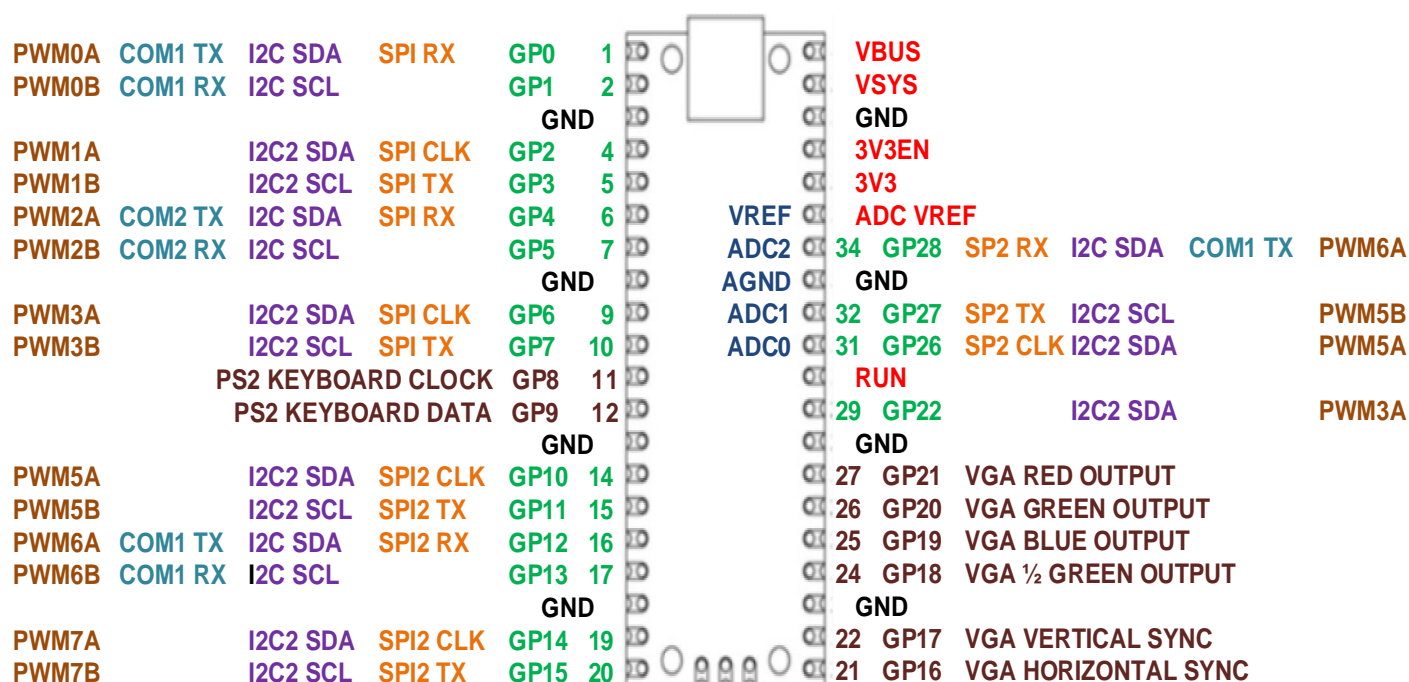 PWM0A COM1 TX I2C SDA SPI RX GP0 1 VBUS
PWM0B COM1 RX I2C SCL GP1 2 VSYS
GND GND
PWM1A I2C2 SDA SPI CLK GP2 4 3V3EN
PWM1B I2C2 SCL SPI TX GP3 5 3V3
PWM2A COM2 TX I2C SDA SPI RX GP4 6 VREF ADC VREF
PWM2B COM2 RX I2C SCL GP5 7 ADC2 34 GP28 SP2 RX I2C SDA COM1 TX PWM6A
GND AGND GND
PWM3A I2C2 SDA SPI CLK GP6 9 ADC1 32 GP27 SP2 TX I2C2 SCL PWM5B
PWM3B I2C2 SCL SPI TX GP7 10 ADC0 31 GP26 SP2 CLK I2C2 SDA PWM5A
PS2 KEYBOARD CLOCK GP8 11 RUN
PS2 KEYBOARD DATA GP9 12 29 GP22 I2C2 SDA PWM3A
GND GND
PWM5A I2C2 SDA SPI2 CLK GP10 14 27 GP21 VGA RED OUTPUT
PWM5B I2C2 SCL SPI2 TX GP11 15 26 GP20 VGA GREEN OUTPUT
PWM6A COM1 TX I2C SDA SPI2 RX GP12 16 25 GP19 VGA BLUE OUTPUT
PWM6B COM1 RX I2C SCL GP13 17 24 GP18 VGA ½ GREEN OUTPUT
GND GND
PWM7A I2C2 SDA SPI2 CLK GP14 19 22 GP17 VGA VERTICAL SYNC
PWM7B I2C2 SCL SPI2 TX GP15 20 21 GP16 VGA HORIZONTAL SYNC